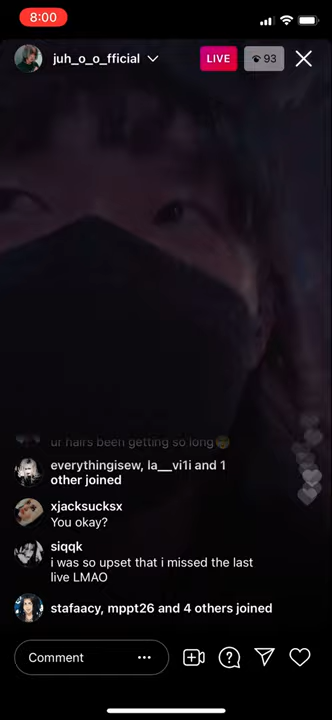 8:00
juh_o_o_fficial
LIVE
93
ur hairs been getting so long
everythingisew, la__vi1i and 1
other joined
xjacksucksx
You okay?
siqqk
i was so upset that i missed the last
live LMAO
stafaacy, mppt26 and 4 others joined
Comment